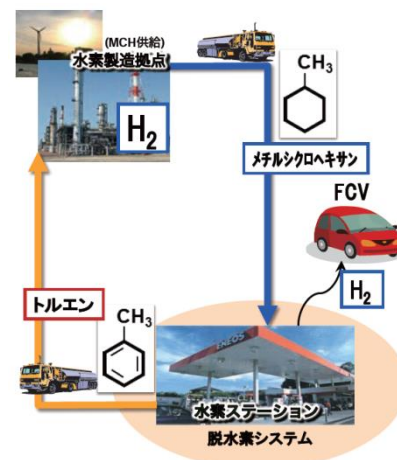 (MCH供給)
水素製造拠点
H₂
CH₃
メチルシクロヘキサン
FCV
H₂
トルエン
CH₃
ENEOS
水素ステーション
脱水素システム